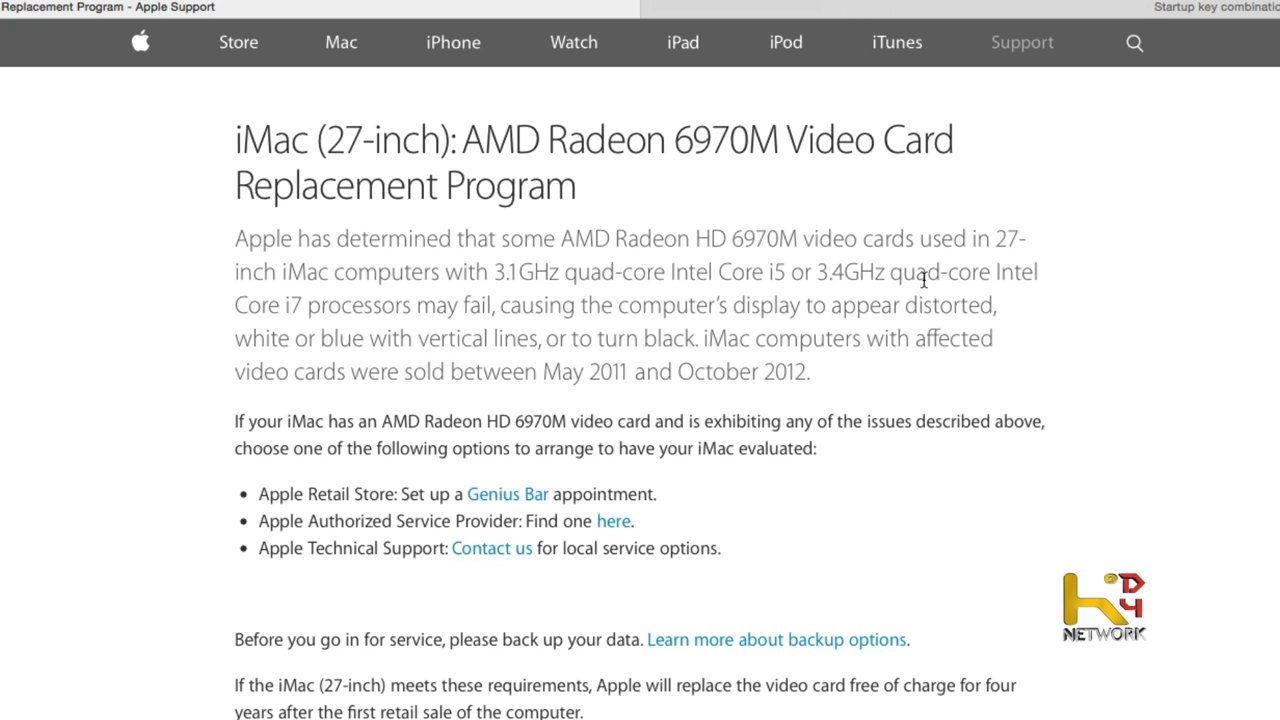 Replacement Program - Apple Support
Startup key combinatio
Store Mac iPhone Watch iPad iPod iTunes Support
iMac (27-inch): AMD Radeon 6970M Video Card
Replacement Program
Apple has determined that some AMD Radeon HD 6970M video cards used in 27-
inch iMac computers with 3.1GHz quad-core Intel Core i5 or 3.4GHz quad-core Intel
Core i7 processors may fail, causing the computer’s display to appear distorted,
white or blue with vertical lines, or to turn black. iMac computers with affected
video cards were sold between May 2011 and October 2012.
If your iMac has an AMD Radeon HD 6970M video card and is exhibiting any of the issues described above,
choose one of the following options to arrange to have your iMac evaluated:
• Apple Retail Store: Set up a Genius Bar appointment.
• Apple Authorized Service Provider: Find one here.
• Apple Technical Support: Contact us for local service options.
Before you go in for service, please back up your data. Learn more about backup options.
If the iMac (27-inch) meets these requirements, Apple will replace the video card free of charge for four
years after the first retail sale of the computer.
NETWORK